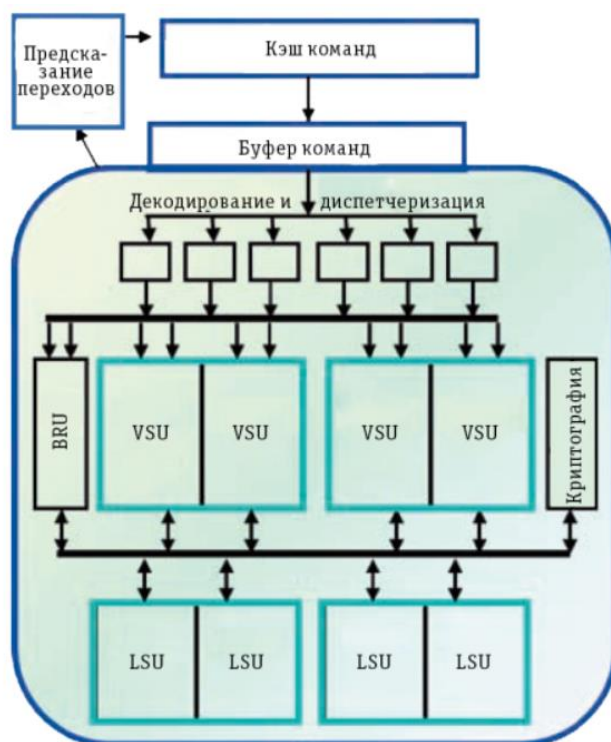 Предска-
зание
переходов
Кэш команд
Буфер команд
Декодирование и диспетчеризация
BRU
VSU
VSU
VSU
VSU
Криптография
LSU
LSU
LSU
LSU